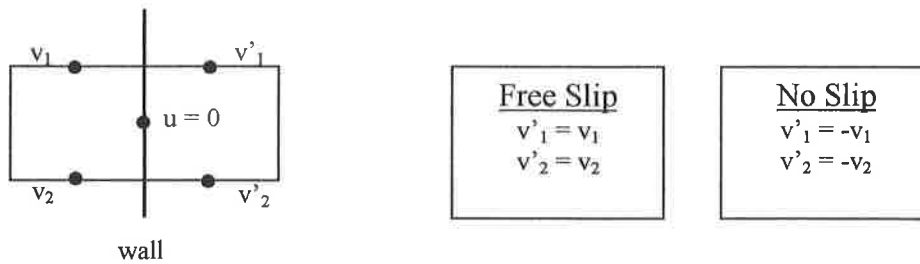 v₁
v'₁
u = 0
v₂
v'₂
wall
Free Slip
v'₁ = v₁
v'₂ = v₂
No Slip
v'₁ = -v₁
v'₂ = -v₂